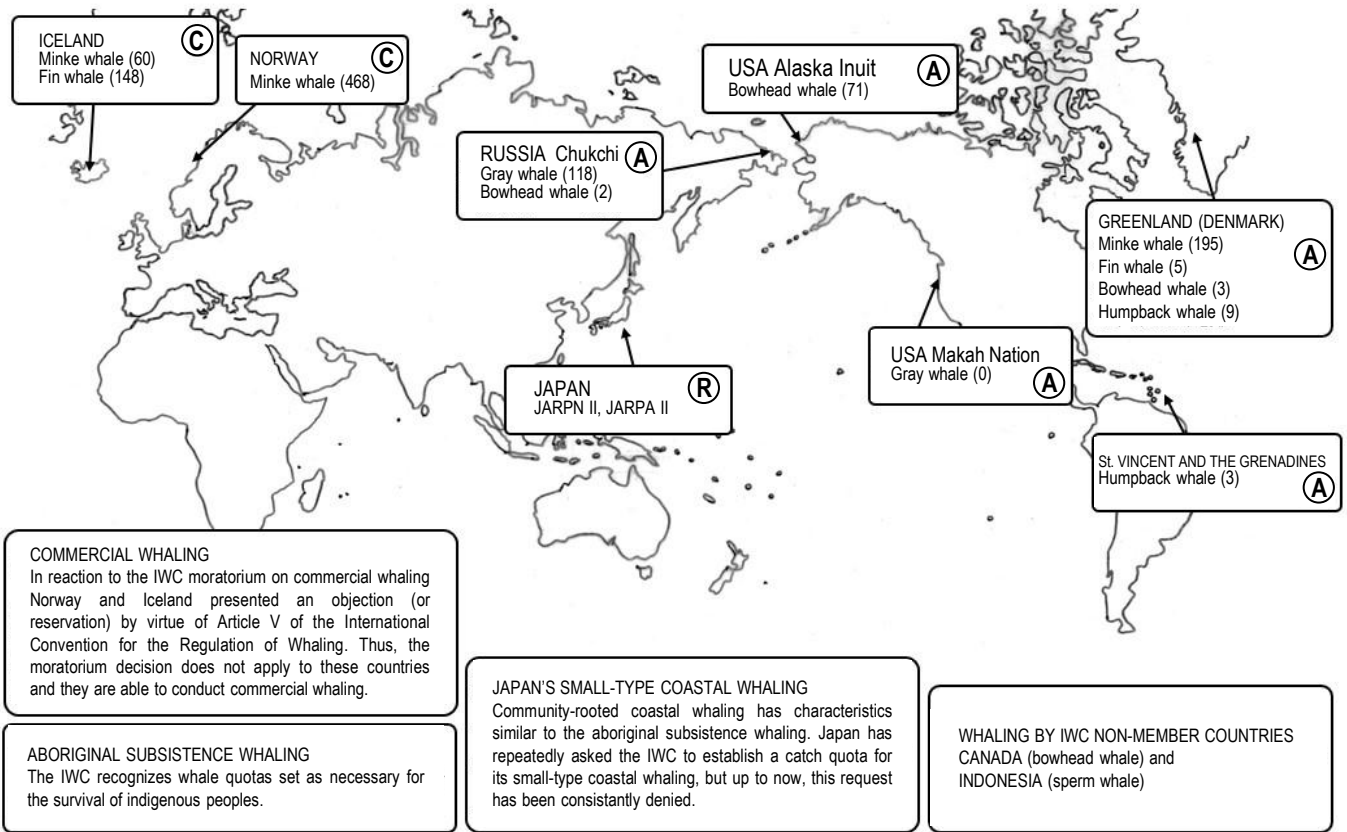 ICELAND
Minke whale (60)
Fin whale (148)
C
NORWAY
Minke whale (468)
C
USA Alaska Inuit
Bowhead whale (71)
A
RUSSIA Chukchi
Gray whale (118)
Bowhead whale (2)
A
GREENLAND (DENMARK)
Minke whale (195)
Fin whale (5)
Bowhead whale (3)
Humpback whale (9)
A
JAPAN
JARPN II, JARPA II
R
USA Makah Nation
Gray whale (0)
A
St. VINCENT AND THE GRENADINES
Humpback whale (3)
A
COMMERCIAL WHALING
In reaction to the IWC moratorium on commercial whaling
Norway and Iceland presented an objection (or
reservation) by virtue of Article V of the International
Convention for the Regulation of Whaling. Thus, the
moratorium decision does not apply to these countries
and they are able to conduct commercial whaling.
ABORIGINAL SUBSISTENCE WHALING
The IWC recognizes whale quotas set as necessary for
the survival of indigenous peoples.
JAPAN'S SMALL-TYPE COASTAL WHALING
Community-rooted coastal whaling has characteristics
similar to the aboriginal subsistence whaling. Japan has
repeatedly asked the IWC to establish a catch quota for
its small-type coastal whaling, but up to now, this request
has been consistantly denied.
WHALING BY IWC NON-MEMBER COUNTRIES
CANADA (bowhead whale) and
INDONESIA (sperm whale)